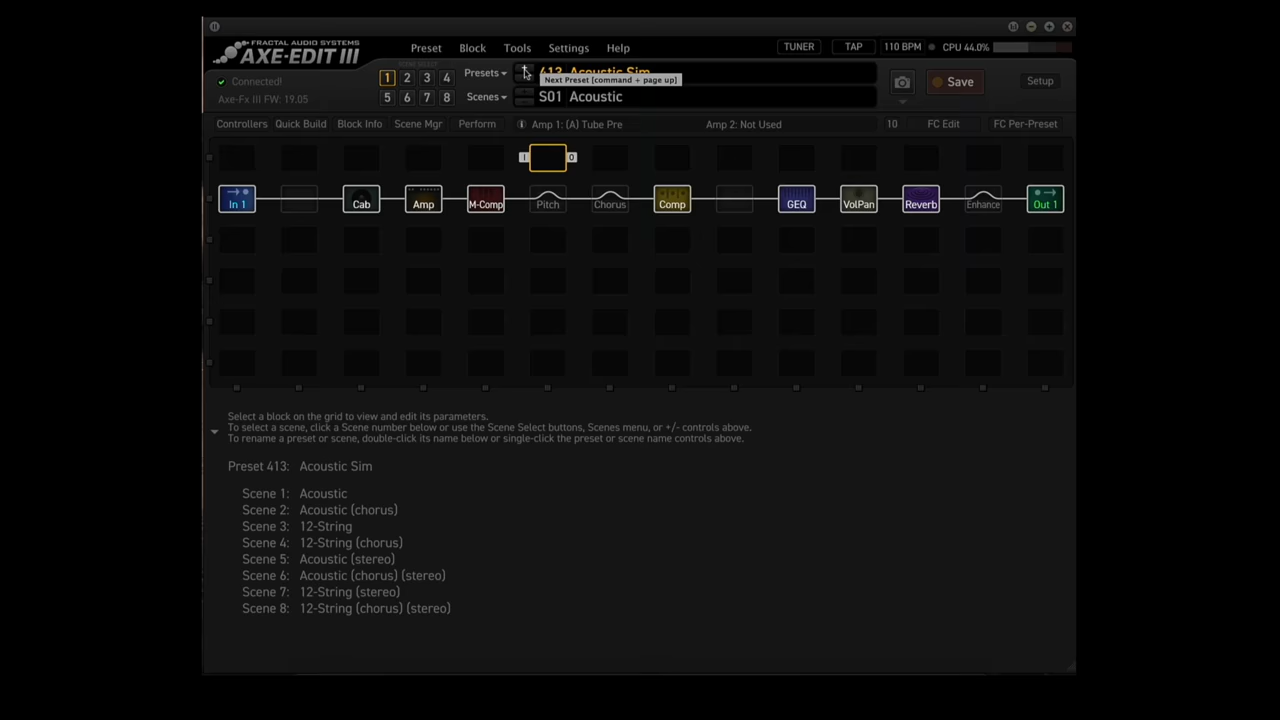 FRACTAL AUDIO SYSTEMS
AXE-EDIT III
Preset Block Tools Settings Help
TUNER TAP 110 BPM CPU 44.0%
Connected!
Axe-Fx III FW: 19.05
SCENE SELECT
1 2 3 4
5 6 7 8
Presets
413 Acoustic Sim
Next Preset [command + page up]
Scenes
S01 Acoustic
Save
Setup
Controllers Quick Build Block Info Scene Mgr Perform
Amp 1: (A) Tube Pre
Amp 2: Not Used
10 FC Edit FC Per-Preset
I O
In 1 Cab Amp M-Comp Pitch Chorus Comp GEQ VolPan Reverb Enhance Out 1
Select a block on the grid to view and edit its parameters.
To select a scene, click a Scene number below or use the Scene Select buttons, Scenes menu, or +/- controls above.
To rename a preset or scene, double-click its name below or single-click the preset or scene name controls above.
Preset 413: Acoustic Sim
Scene 1: Acoustic
Scene 2: Acoustic (chorus)
Scene 3: 12-String
Scene 4: 12-String (chorus)
Scene 5: Acoustic (stereo)
Scene 6: Acoustic (chorus) (stereo)
Scene 7: 12-String (stereo)
Scene 8: 12-String (chorus) (stereo)